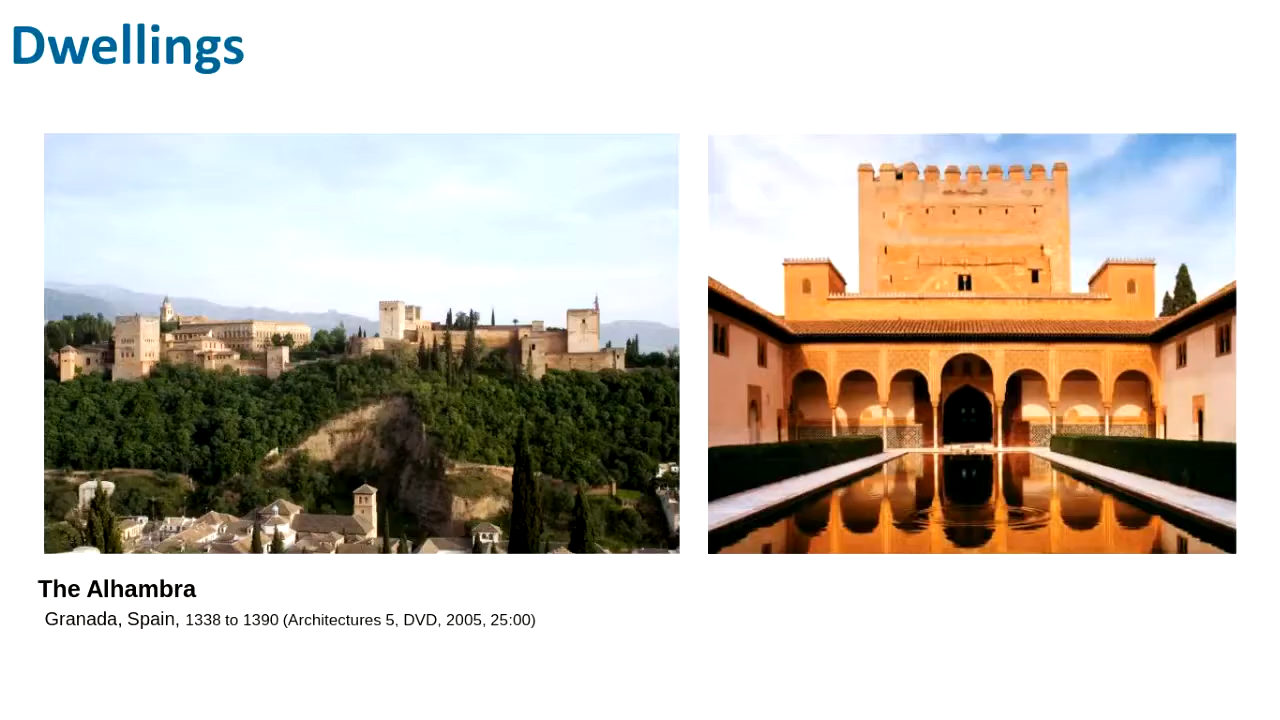 Dwellings
The Alhambra
Granada, Spain, 1338 to 1390 (Architectures 5, DVD, 2005, 25:00)